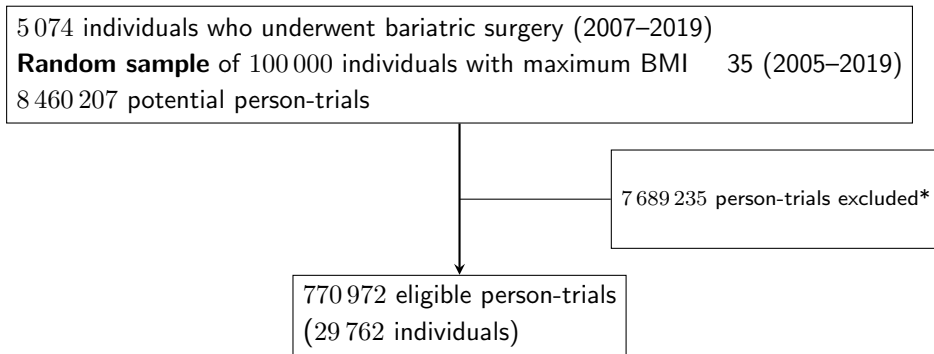 5 074 individuals who underwent bariatric surgery (2007–2019)
Random sample of 100 000 individuals with maximum BMI 35 (2005–2019)
8 460 207 potential person-trials
7 689 235 person-trials excluded*
770 972 eligible person-trials
(29 762 individuals)